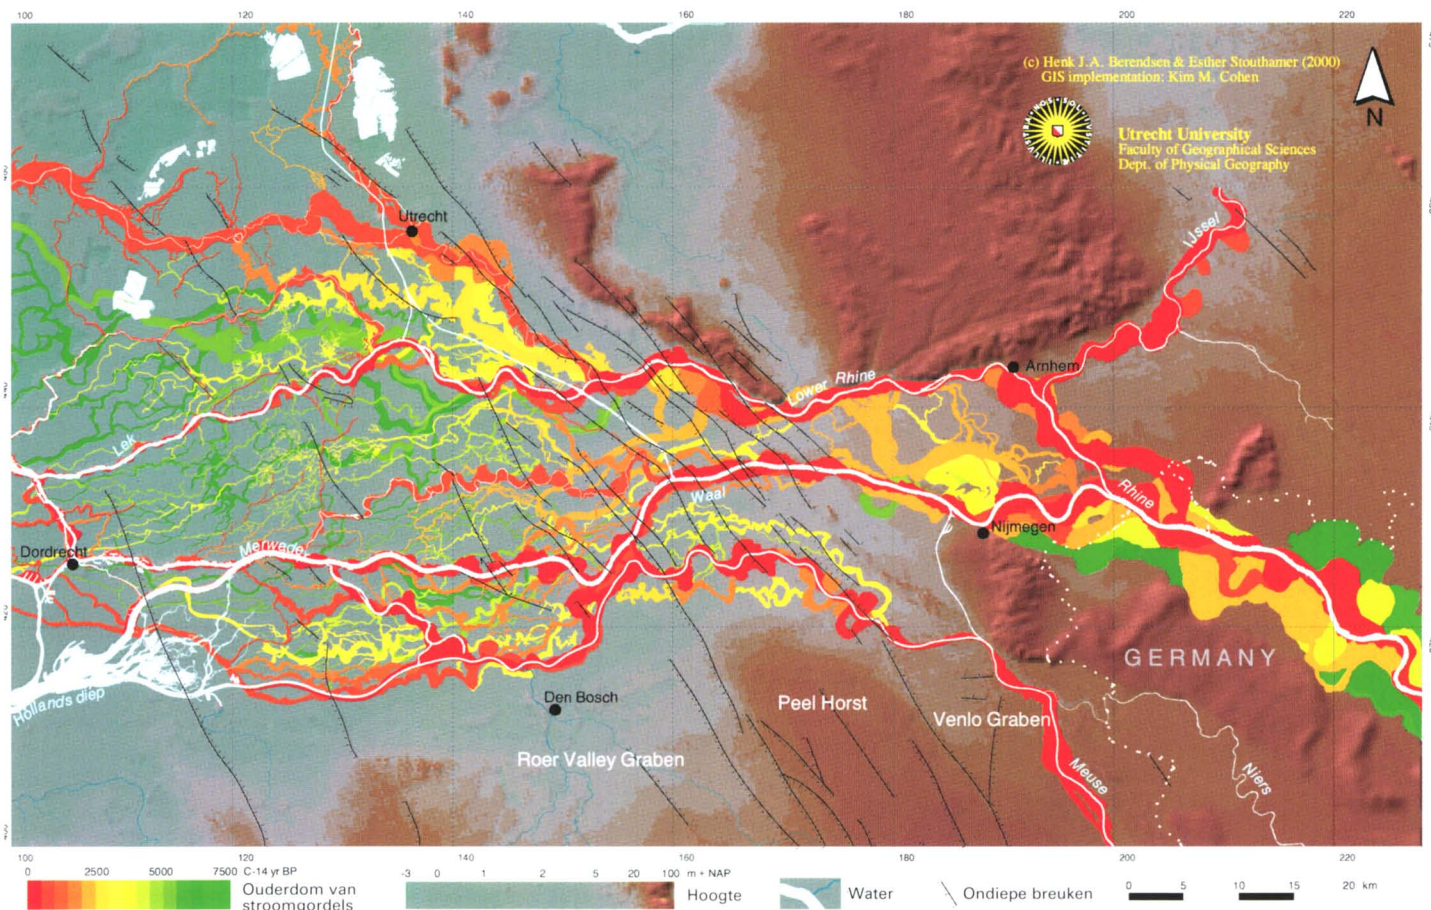 100 120 140 160 180 200 220
(c) Henk J.A. Berendsen & Esther Stouthamer (2000)
GIS implementation: Kim M. Cohen
N
Utrecht University
Faculty of Geographical Sciences
Dept. of Physical Geography
460
Utrecht
IJssel
440
Arnhem
Lower Rhine
Lek
Rhine
Waal
Nijmegen
Merwede
Dordrecht
420
GERMANY
Hollands diep
Den Bosch
Peel Horst
Venlo Graben
Roer Valley Graben
Meuse
Niers
400
100 120 140 160 180 200 220
0 2500 5000 7500 C-14 yr BP
Ouderdom van
stroomgordels
-3 0 1 2 5 20 100 m + NAP
Hoogte
Water
Ondiepe breuken
0 5 10 15 20 km